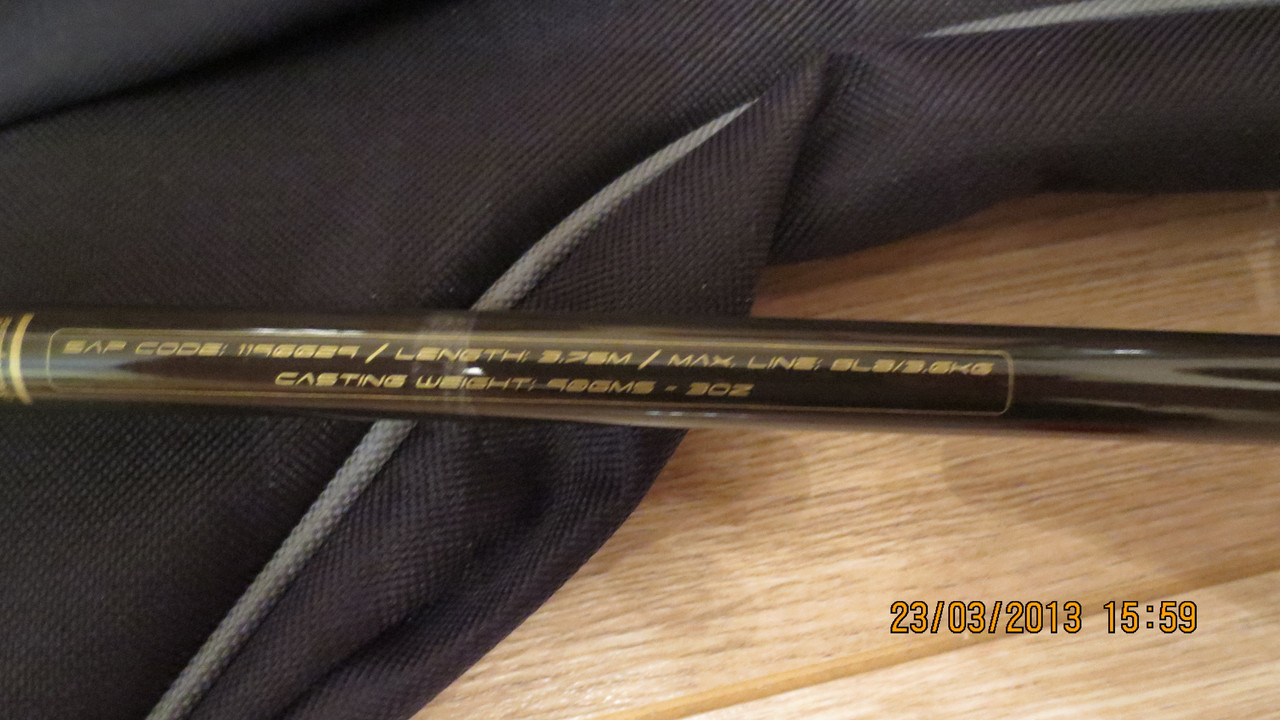 SAP CODE: 1196629 / LENGTH: 3.75M / MAX. LINE: 8LB/3.6KG
CASTING WEIGHT: 90GMS - 3OZ
23/03/2013 15:59